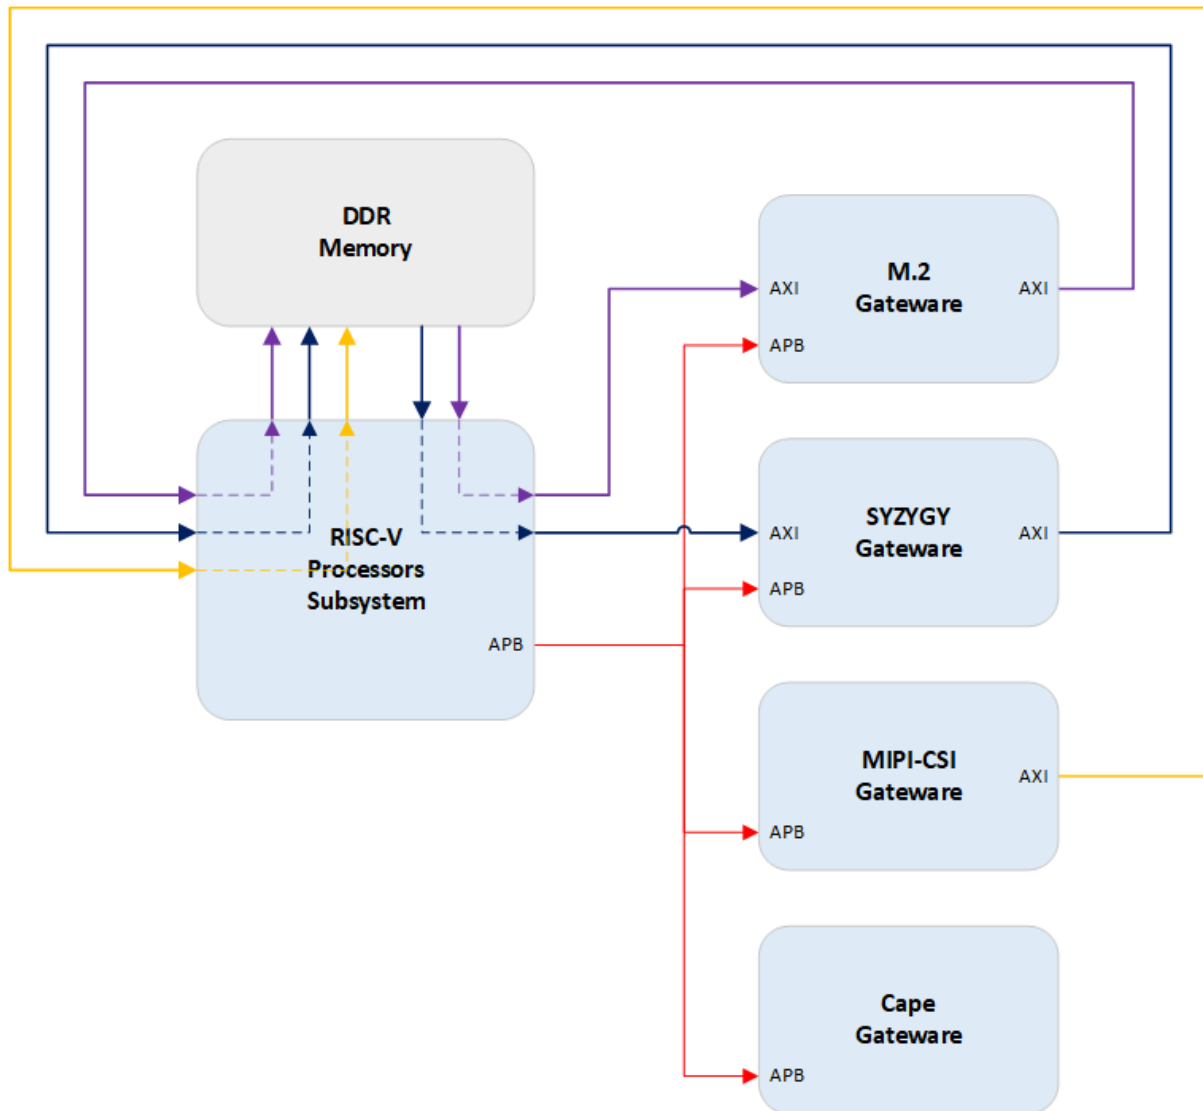 DDR
Memory
RISC-V
Processors
Subsystem
APB
M.2
Gateware
AXI
AXI
APB
SYZYGY
Gateware
AXI
AXI
APB
MIPI-CSI
Gateware
AXI
APB
Cape
Gateware
APB